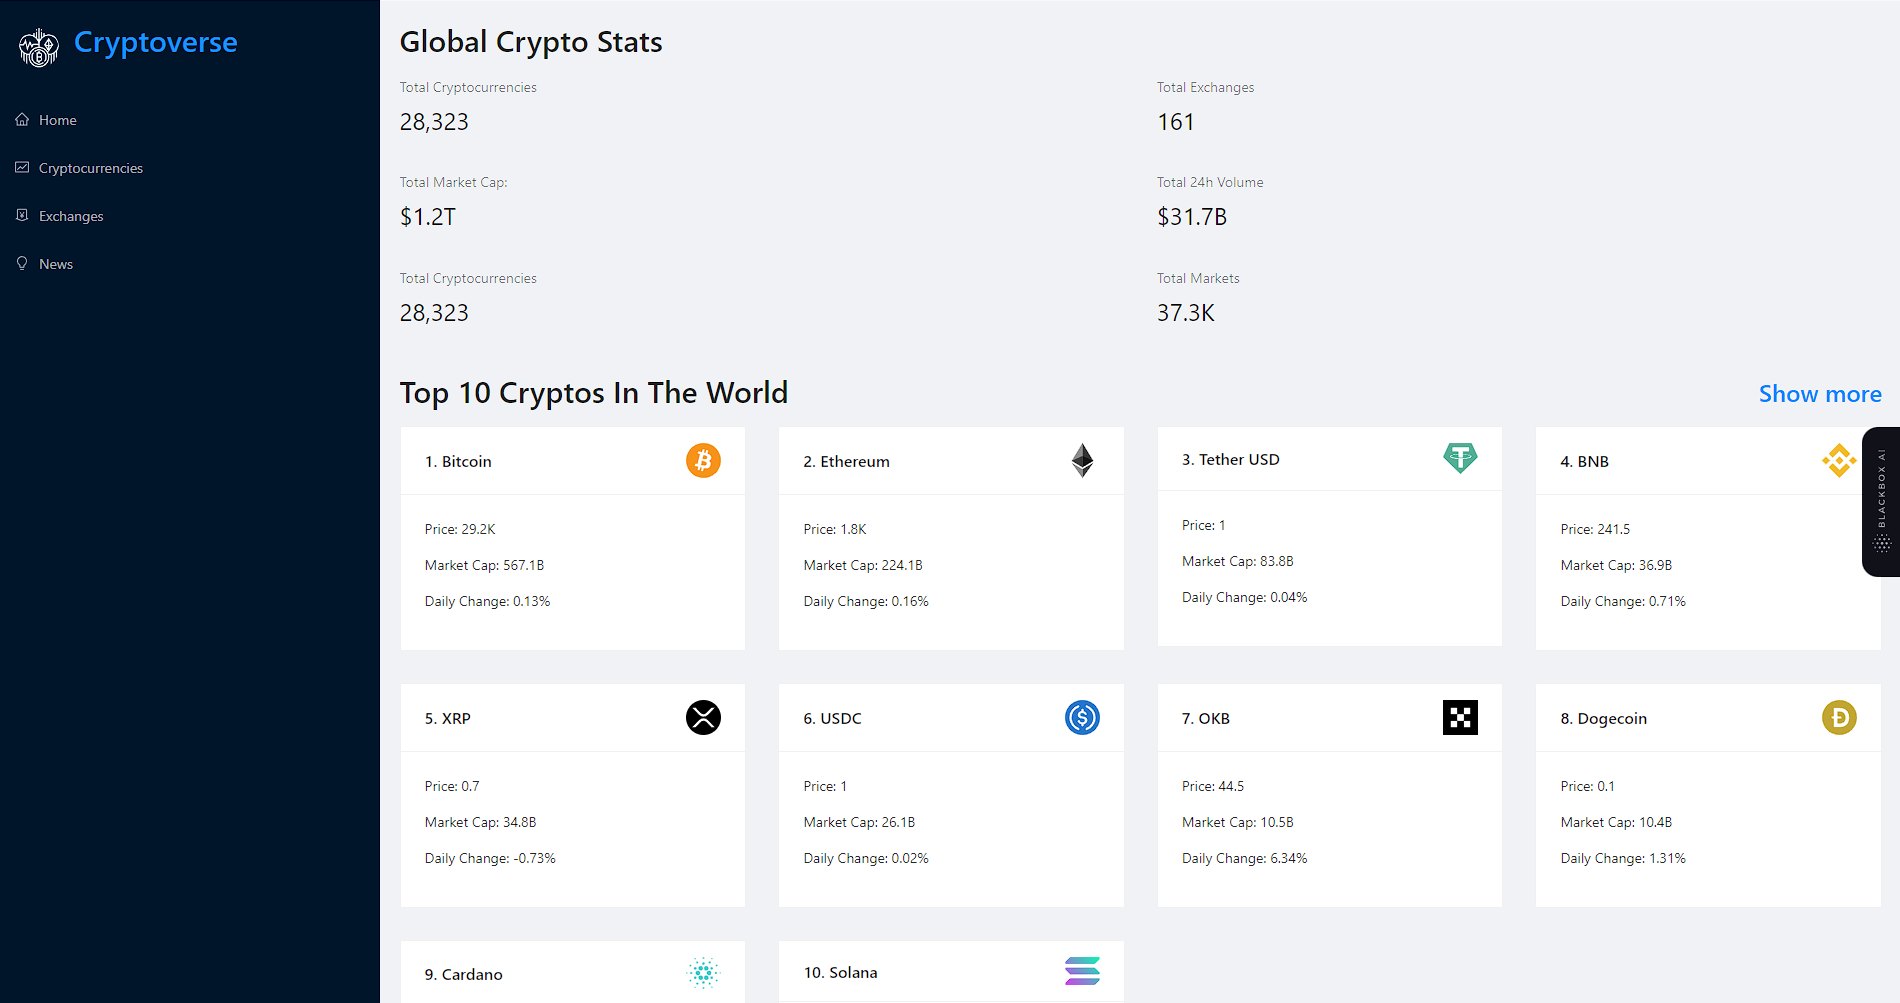 Cryptoverse
Home
Cryptocurrencies
Exchanges
News
Global Crypto Stats
Total Cryptocurrencies
28,323
Total Exchanges
161
Total Market Cap:
$1.2T
Total 24h Volume
$31.7B
Total Cryptocurrencies
28,323
Total Markets
37.3K
Top 10 Cryptos In The World
Show more
1. Bitcoin
Price: 29.2K
Market Cap: 567.1B
Daily Change: 0.13%
2. Ethereum
Price: 1.8K
Market Cap: 224.1B
Daily Change: 0.16%
3. Tether USD
Price: 1
Market Cap: 83.8B
Daily Change: 0.04%
4. BNB
Price: 241.5
Market Cap: 36.9B
Daily Change: 0.71%
BLACKBOX AI
5. XRP
Price: 0.7
Market Cap: 34.8B
Daily Change: -0.73%
6. USDC
Price: 1
Market Cap: 26.1B
Daily Change: 0.02%
7. OKB
Price: 44.5
Market Cap: 10.5B
Daily Change: 6.34%
8. Dogecoin
Price: 0.1
Market Cap: 10.4B
Daily Change: 1.31%
9. Cardano
10. Solana